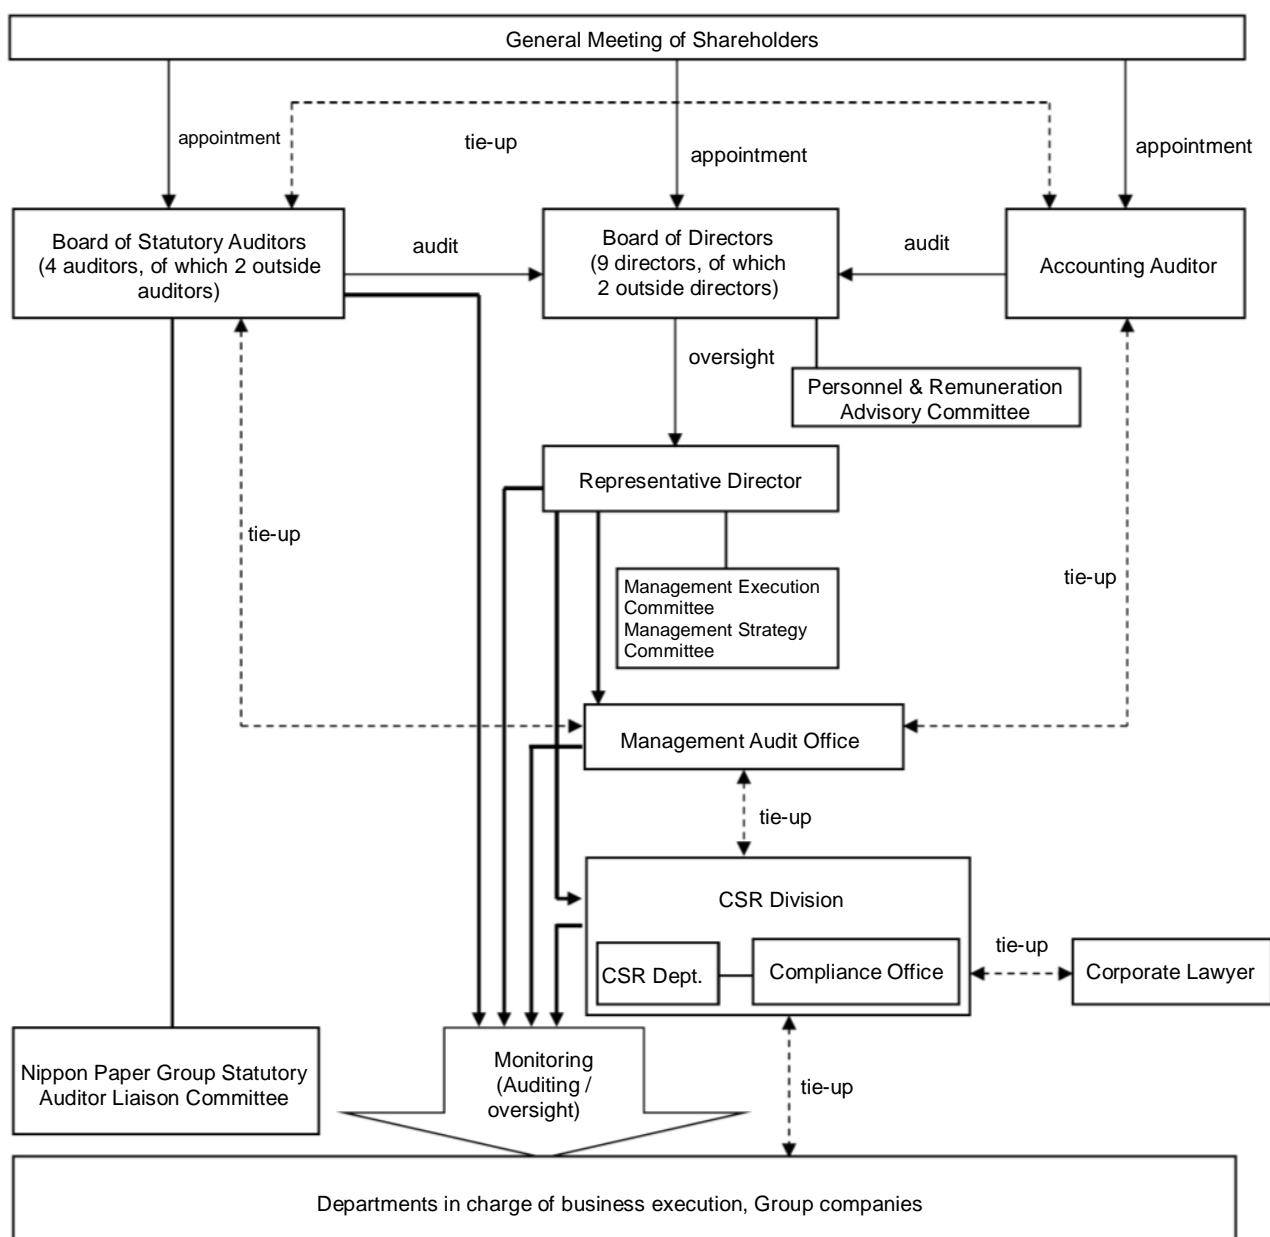 General Meeting of Shareholders
appointment
tie-up
appointment
appointment
Board of Statutory Auditors
(4 auditors, of which 2 outside
auditors)
audit
Board of Directors
(9 directors, of which
2 outside directors)
audit
Accounting Auditor
oversight
Personnel & Remuneration
Advisory Committee
Representative Director
tie-up
tie-up
Management Execution
Committee
Management Strategy
Committee
Management Audit Office
tie-up
CSR Division
CSR Dept.
Compliance Office
tie-up
Corporate Lawyer
Nippon Paper Group Statutory
Auditor Liaison Committee
Monitoring
(Auditing /
oversight)
tie-up
Departments in charge of business execution, Group companies